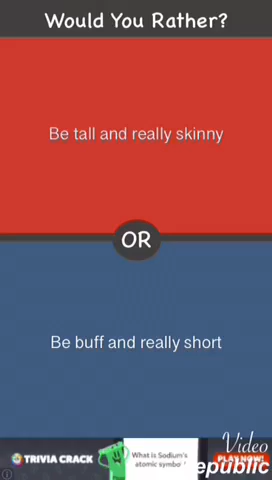 Would You Rather?
Be tall and really skinny
OR
Be buff and really short
Video
TRIVIA CRACK
What is Sodium's
atomic symbo
PLAY NOW!
epublic